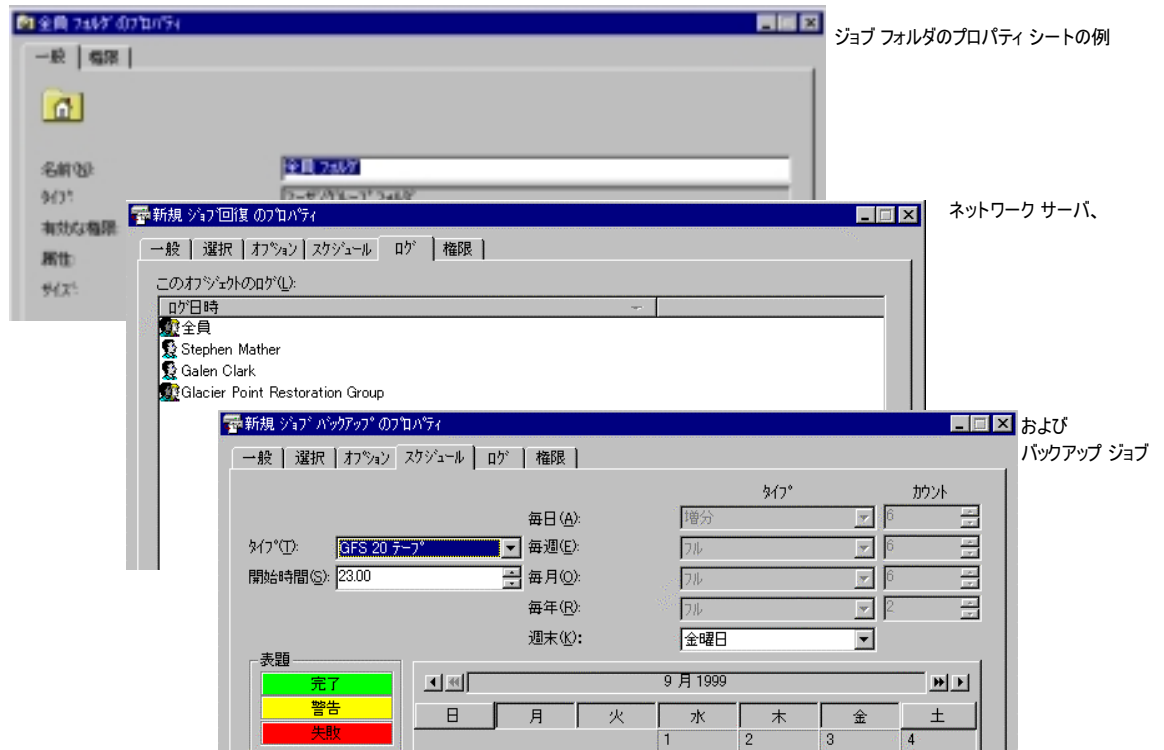 全員 フォルダ のプロパティ
ジョブ フォルダのプロパティ シートの例
一般 権限
名前(N):
全員 フォルダ
タイプ:
ユーザ/グループ フォルダ
有効な権限:
属性:
サイズ:
ネットワーク サーバ、
新規 ジョブ回復 のプロパティ
一般 選択 オプション スケジュール ログ 権限
このオブジェクトのログ(L):
ログ日時
全員
Stephen Mather
Galen Clark
Glacier Point Restoration Group
および
バックアップ ジョブ
新規 ジョブ バックアップ のプロパティ
一般 選択 オプション スケジュール ログ 権限
タイプ カウント
毎日(A): 増分 6
タイプ(T): GFS 20 テープ 毎週(E): フル 6
開始時間(S): 23.00 毎月(O): フル 6
毎年(R): フル 2
週末(K): 金曜日
表題
完了
警告
失敗
9 月 1999
日 月 火 水 木 金 土
1 2 3 4